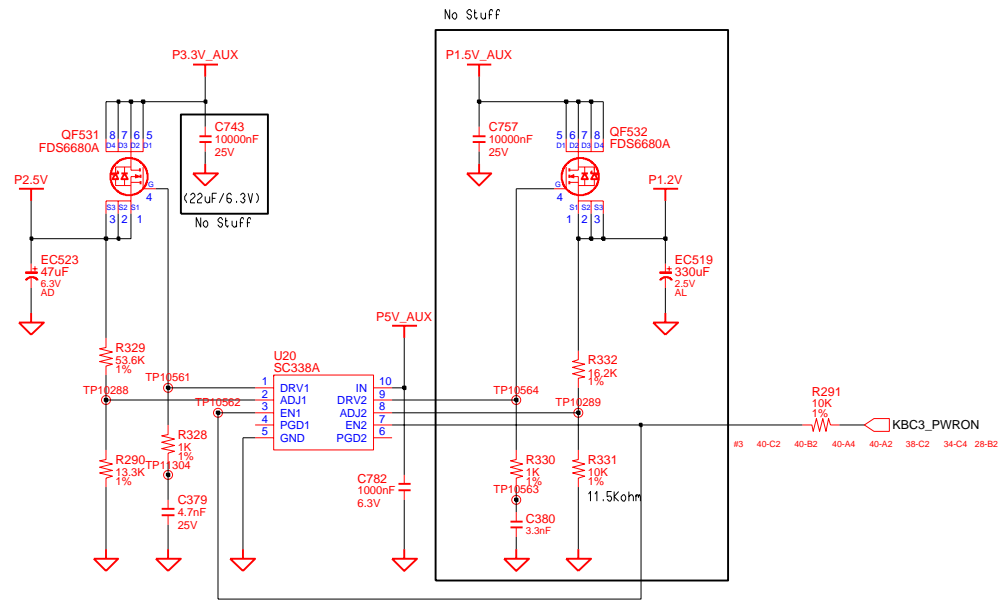 No Stuff
P3.3V_AUX
P1.5V_AUX
QF531
FDS6680A
8 7 6 5
D4 D3 D2 D1
C743
10000nF
25V
C757
10000nF
25V
5 6 7 8
D1 D2 D3 D4
QF532
FDS6680A
P2.5V
G
4
S3 S2 S1
3 2 1
(22uF/6.3V)
No Stuff
G
4
S1 S2 S3
1 2 3
P1.2V
EC523
47uF
6.3V
AD
EC519
330uF
2.5V
AL
P5V_AUX
R329
53.6K
1%
U20
SC338A
R332
16.2K
1%
TP10288
TP10561
TP10562
TP10564
TP10289
1 DRV1 IN 10
2 ADJ1 DRV2 9
3 EN1 ADJ2 8
4 PGD1 EN2 7
5 GND PGD2 6
R291
10K
1%
KBC3_PWRON
#3 40-C2 40-B2 40-A4 40-A2 38-C2 34-C4 28-B2
R328
1K
1%
R290
13.3K
1%
TP11304
C379
4.7nF
25V
C782
1000nF
6.3V
R330
1K
1%
TP10563
C380
3.3nF
R331
10K
1%
11.5Kohm